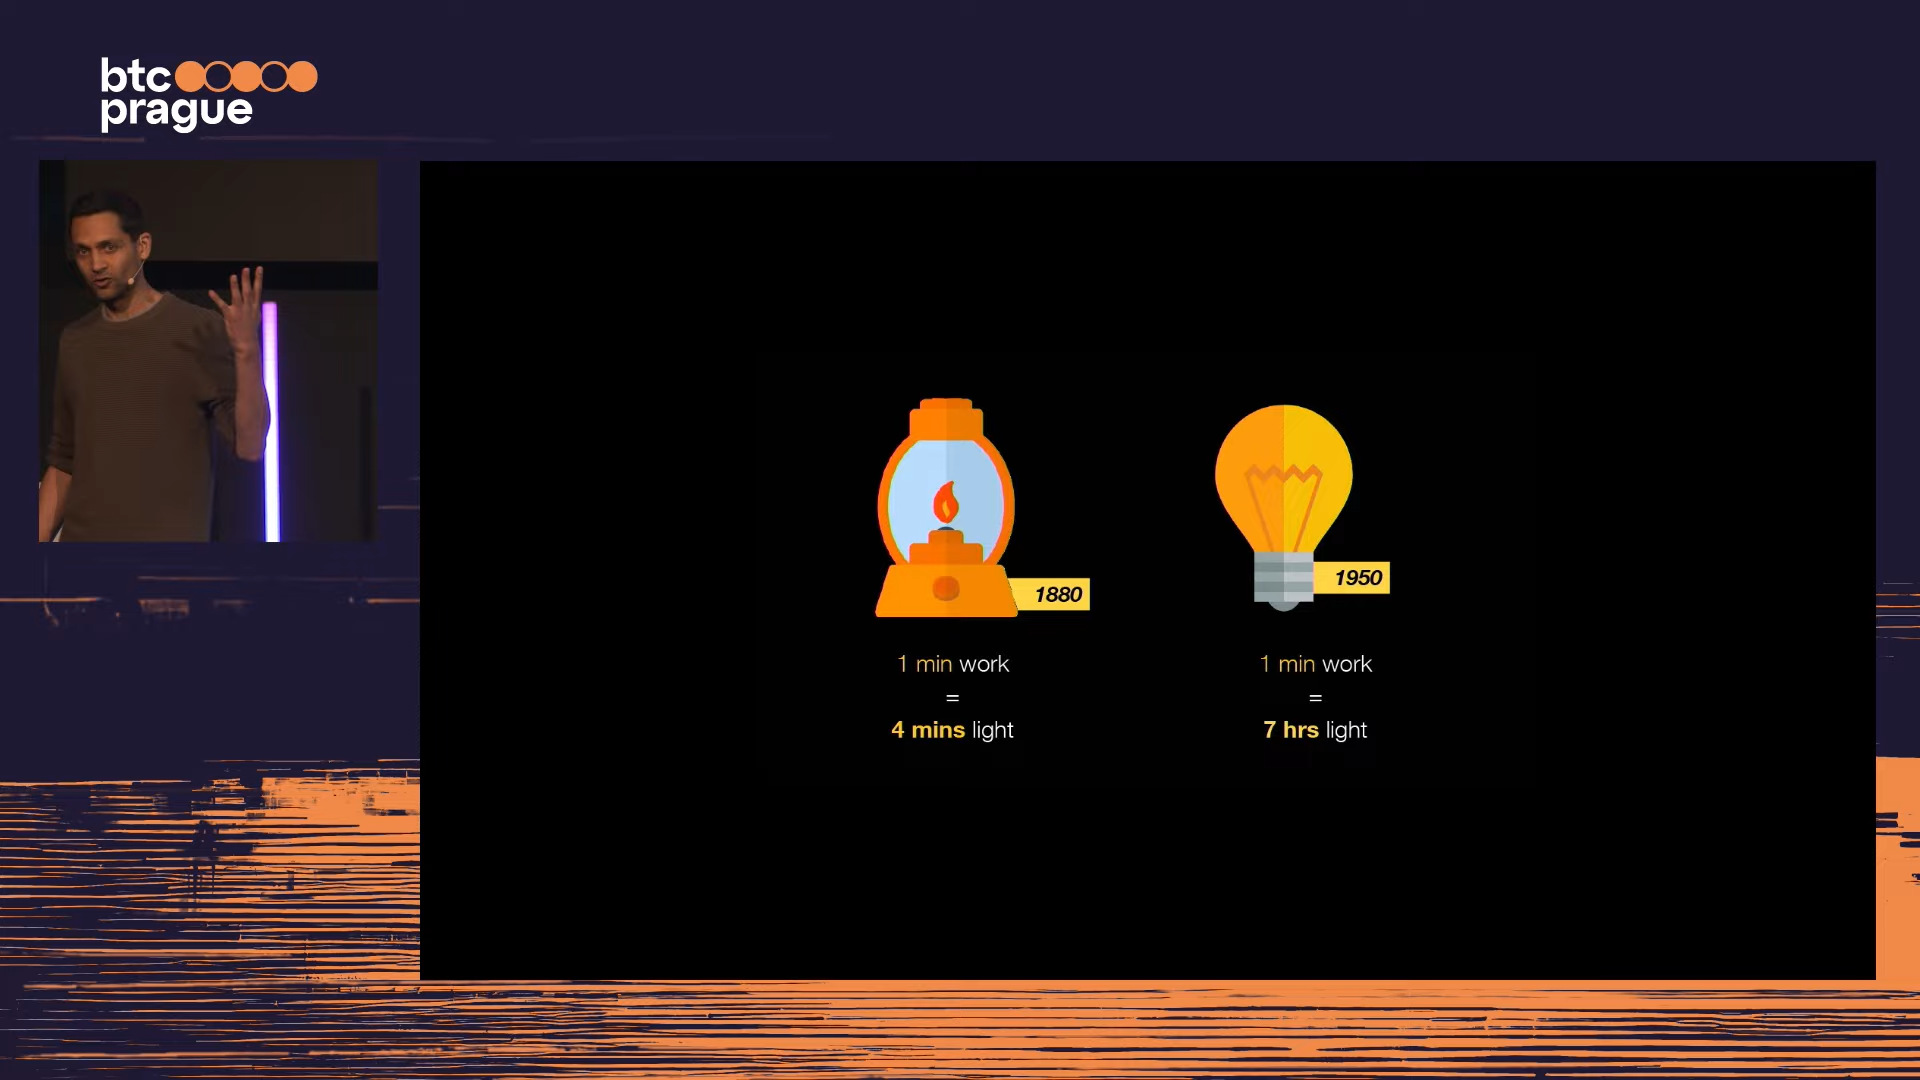 btc
prague
1880
1 min work
=
4 mins light
1950
1 min work
=
7 hrs light